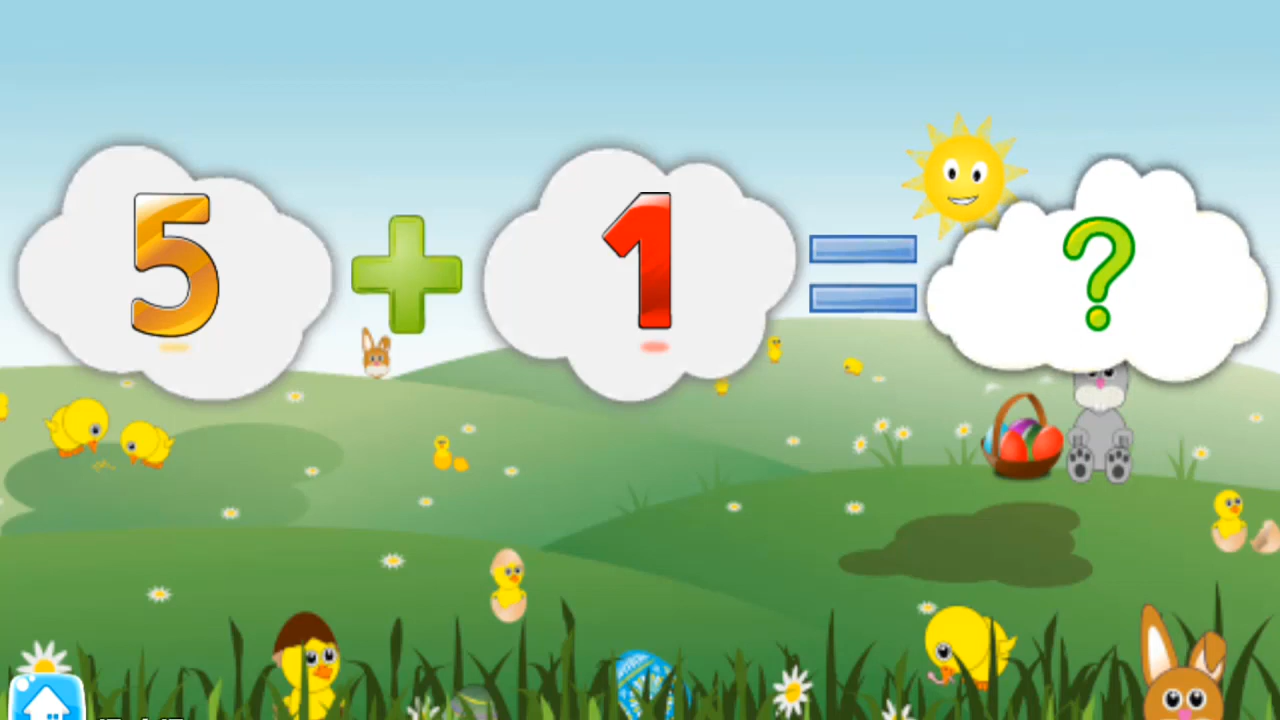 5 + 1 = ?